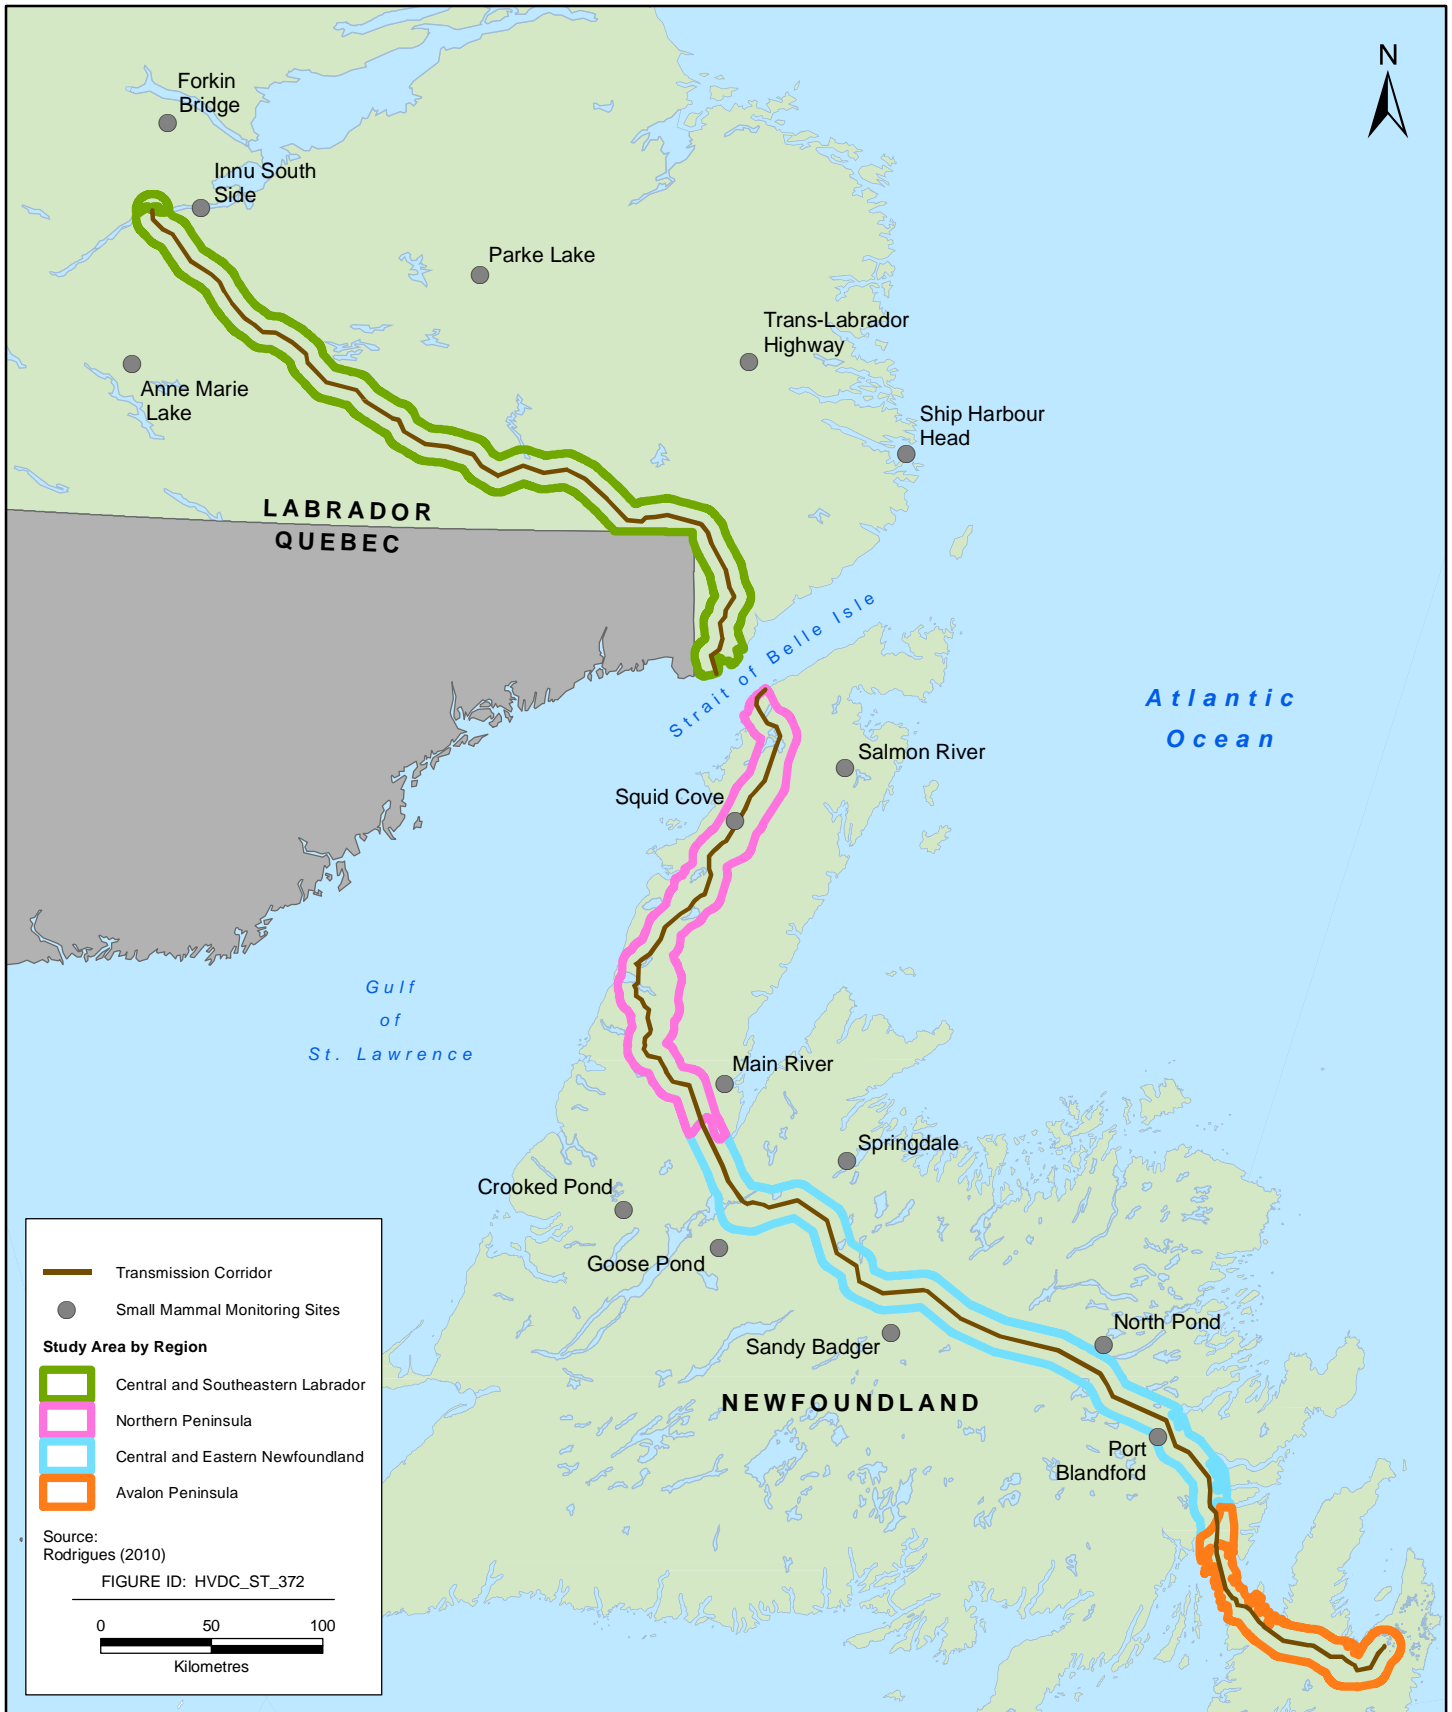 N
Forkin
Bridge
Innu South
Side
Parke Lake
Trans-Labrador
Highway
Anne Marie
Lake
Ship Harbour
Head
LABRADOR
QUEBEC
Strait of Belle Isle
Atlantic
Ocean
Salmon River
Squid Cove
Gulf
of
St. Lawrence
Main River
Springdale
Crooked Pond
Goose Pond
North Pond
Sandy Badger
NEWFOUNDLAND
Port
Blandford
Transmission Corridor
Small Mammal Monitoring Sites
Study Area by Region
Central and Southeastern Labrador
Northern Peninsula
Central and Eastern Newfoundland
Avalon Peninsula
Source:
Rodrigues (2010)
FIGURE ID: HVDC_ST_372
0 50 100
Kilometres